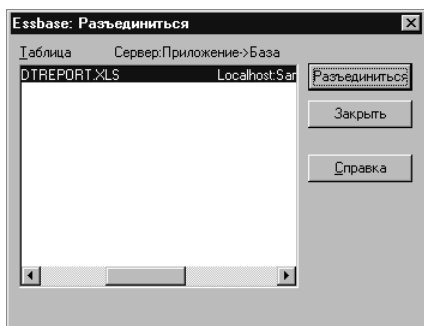 Essbase: Разъединиться
Таблица Сервер:Приложение->База
DTREPORT.XLS Localhost:Sar
Разъединиться
Закрыть
Справка